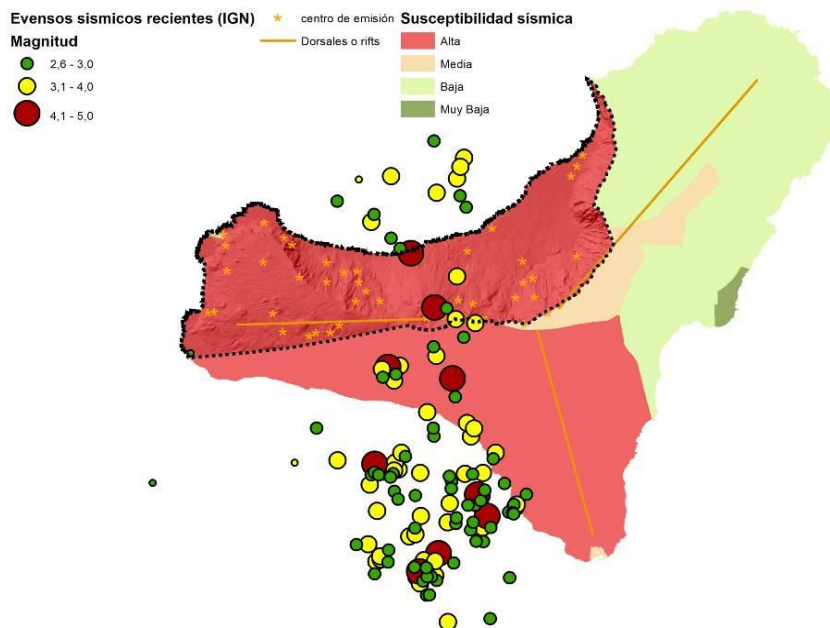 Evensos sísmicos recientes (IGN)
Magnitud
2,6 - 3,0
3,1 - 4,0
4,1 - 5,0
centro de emisión
Dorsales o rifts
Susceptibilidad sísmica
Alta
Media
Baja
Muy Baja